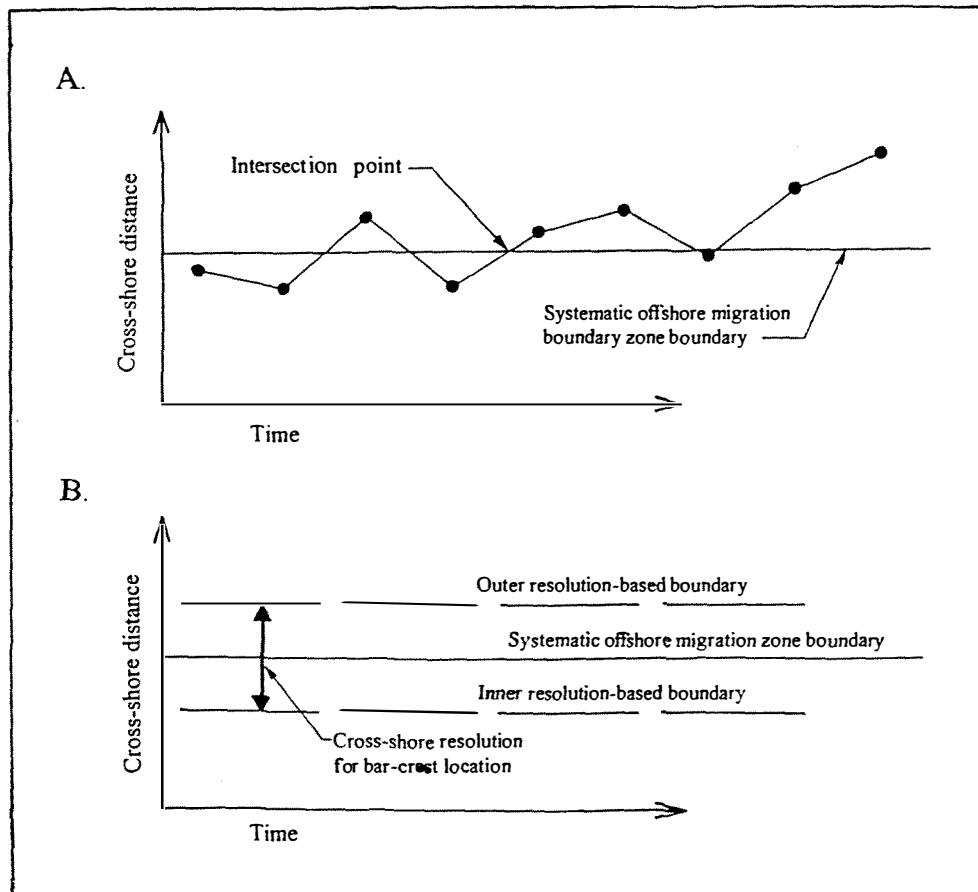 A.
Intersection point
Cross-shore distance
Systematic offshore migration
boundary zone boundary
Time
B.
Outer resolution-based boundary
Systematic offshore migration zone boundary
Inner resolution-based boundary
Cross-shore distance
Cross-shore resolution
for bar-crest location
Time